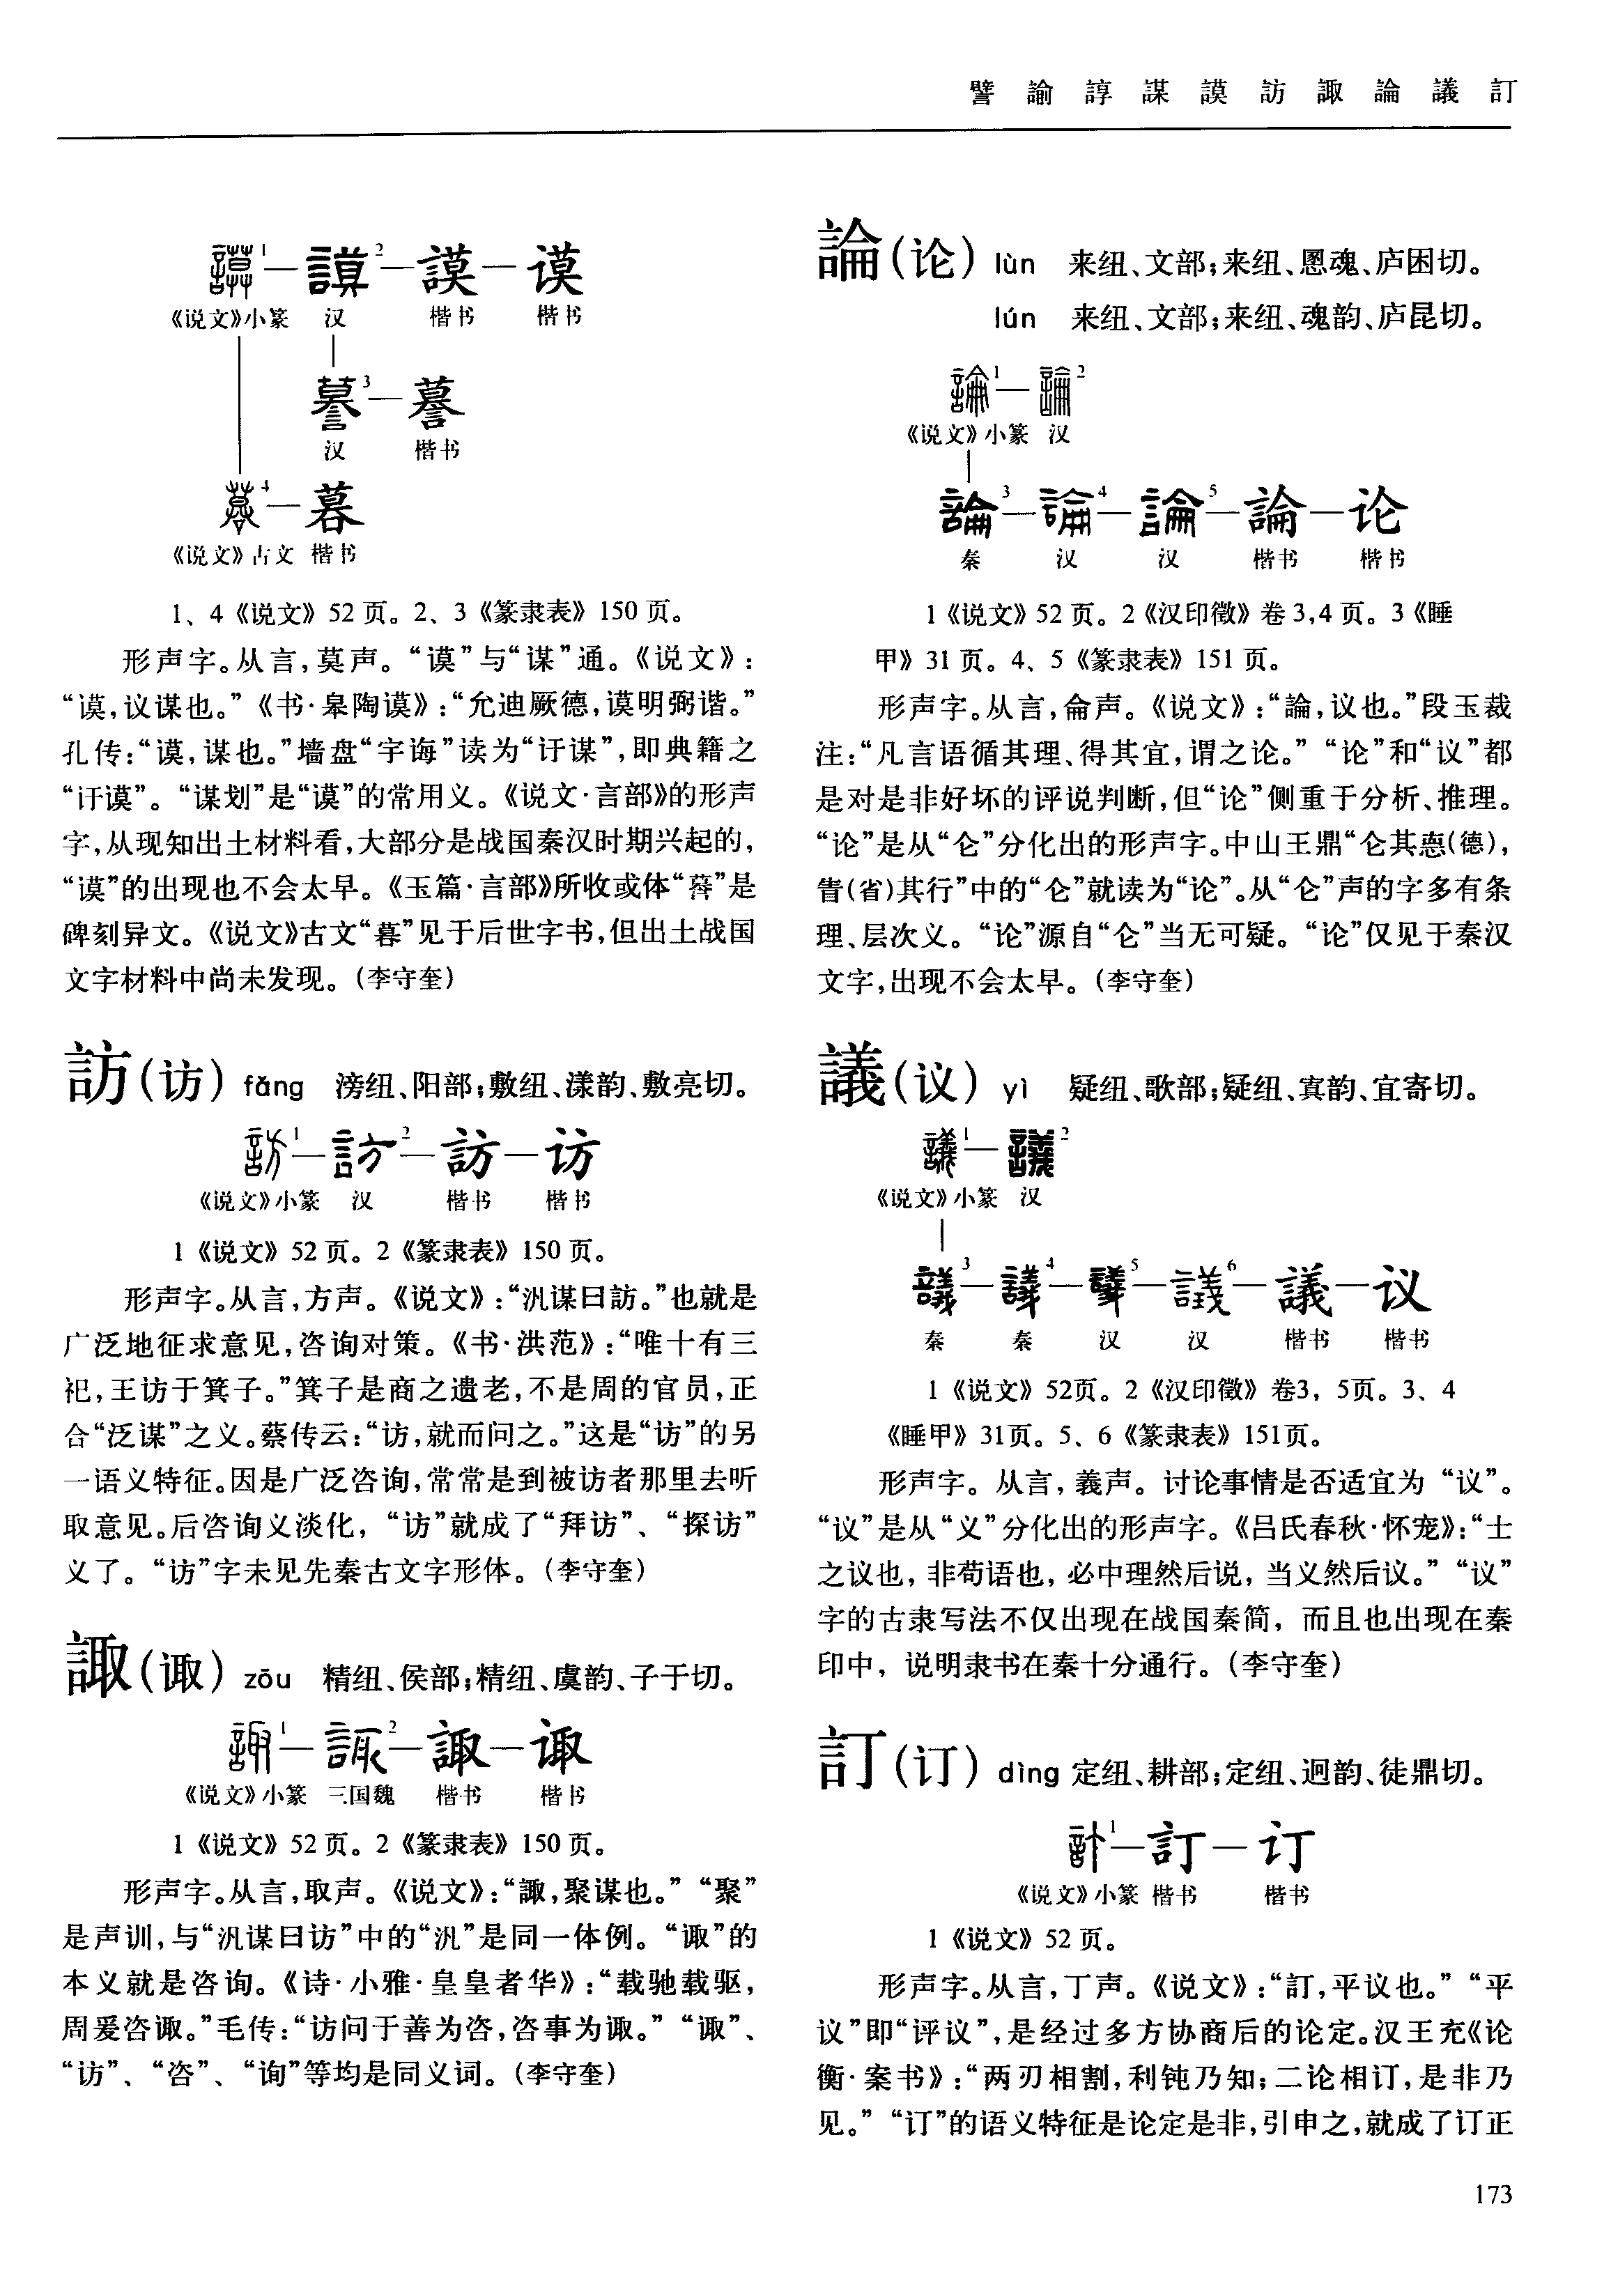 譬 諭 諄 謀 謨 訪 諏 論 議 訂
謨1—謨2—謨—谟
《说文》小篆 汉 楷书 楷书
謩3—謩
汉 楷书
4—暮
《说文》古文 楷书
1、4《说文》52页。2、3《篆隶表》150页。
形声字。从言,莫声。“谟”与“谋”通。《说文》:
“谟,议谋也。”《书·皋陶谟》:“允迪厥德,谟明弼谐。”
孔传:“谟,谋也。”墙盘“宇诲”读为“讦谋”,即典籍之
“讦谟”。“谋划”是“谟”的常用义。《说文·言部》的形声
字,从现知出土材料看,大部分是战国秦汉时期兴起的,
“谟”的出现也不会太早。《玉篇·言部》所收或体“謩”是
碑刻异文。《说文》古文“暮”见于后世字书,但出土战国
文字材料中尚未发现。(李守奎)
訪(访) fǎng 滂纽、阳部;敷纽、漾韵、敷亮切。
訪1—訪2—訪—访
《说文》小篆 汉 楷书 楷书
1《说文》52页。2《篆隶表》150页。
形声字。从言,方声。《说文》:“汎谋曰訪。”也就是
广泛地征求意见,咨询对策。《书·洪范》:“唯十有三
祀,王访于箕子。”箕子是商之遗老,不是周的官员,正
合“泛谋”之义。蔡传云:“访,就而问之。”这是“访”的另
一语义特征。因是广泛咨询,常常是到被访者那里去听
取意见。后咨询义淡化,“访”就成了“拜访”、“探访”
义了。“访”字未见先秦古文字形体。(李守奎)
諏(诹) zōu 精纽、侯部;精纽、虞韵、子于切。
諏1—諏2—諏—诹
《说文》小篆 三国魏 楷书 楷书
1《说文》52页。2《篆隶表》150页。
形声字。从言,取声。《说文》:“諏,聚谋也。”“聚”
是声训,与“汎谋曰访”中的“汎”是同一体例。“诹”的
本义就是咨询。《诗·小雅·皇皇者华》:“载驰载驱,
周爰咨诹。”毛传:“访问于善为咨,咨事为诹。”“诹”、
“访”、“咨”、“询”等均是同义词。(李守奎)
論(论) lùn 来纽、文部;来纽、慁魂、庐困切。
lún 来纽、文部;来纽、魂韵、庐昆切。
論1—論2
《说文》小篆 汉
論3—論4—論5—論—论
秦 汉 汉 楷书 楷书
1《说文》52页。2《汉印徵》卷3,4页。3《睡
甲》31页。4、5《篆隶表》151页。
形声字。从言,侖声。《说文》:“論,议也。”段玉裁
注:“凡言语循其理、得其宜,谓之论。”“论”和“议”都
是对是非好坏的评说判断,但“论”侧重于分析、推理。
“论”是从“仑”分化出的形声字。中山王鼎“仑其悳(德),
眚(省)其行”中的“仑”就读为“论”。从“仑”声的字多有条
理、层次义。“论”源自“仑”当无可疑。“论”仅见于秦汉
文字,出现不会太早。(李守奎)
議(议) yì 疑纽、歌部;疑纽、寘韵、宜寄切。
議1—議2
《说文》小篆 汉
議3—議4—議5—議6—議—议
秦 秦 汉 汉 楷书 楷书
1《说文》52页。2《汉印徵》卷3,5页。3、4
《睡甲》31页。5、6《篆隶表》151页。
形声字。从言,義声。讨论事情是否适宜为“议”。
“议”是从“义”分化出的形声字。《吕氏春秋·怀宠》:“士
之议也,非苟语也,必中理然后说,当义然后议。”“议”
字的古隶写法不仅出现在战国秦简,而且也出现在秦
印中,说明隶书在秦十分通行。(李守奎)
訂(订) dìng 定纽、耕部;定纽、迥韵、徒鼎切。
訂1—訂—订
《说文》小篆 楷书 楷书
1《说文》52页。
形声字。从言,丁声。《说文》:“訂,平议也。”“平
议”即“评议”,是经过多方协商后的论定。汉王充《论
衡·案书》:“两刃相割,利钝乃知;二论相订,是非乃
见。”“订”的语义特征是论定是非,引申之,就成了订正
173